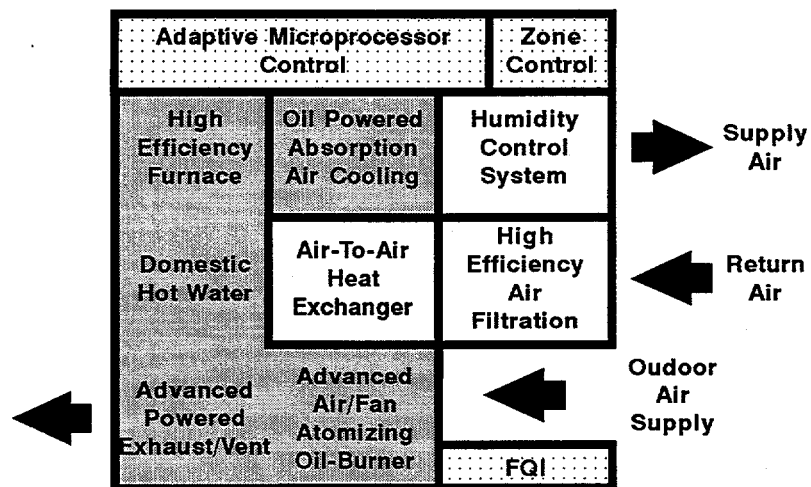 Adaptive Microprocessor
Control
Zone
Control
High
Efficiency
Furnace
Oil Powered
Absorption
Air Cooling
Humidity
Control
System
Supply
Air
Domestic
Hot Water
Air-To-Air
Heat
Exchanger
High
Efficiency
Air
Filtration
Return
Air
Advanced
Powered
Exhaust/Vent
Advanced
Air/Fan
Atomizing
Oil-Burner
Oudoor
Air
Supply
FQI